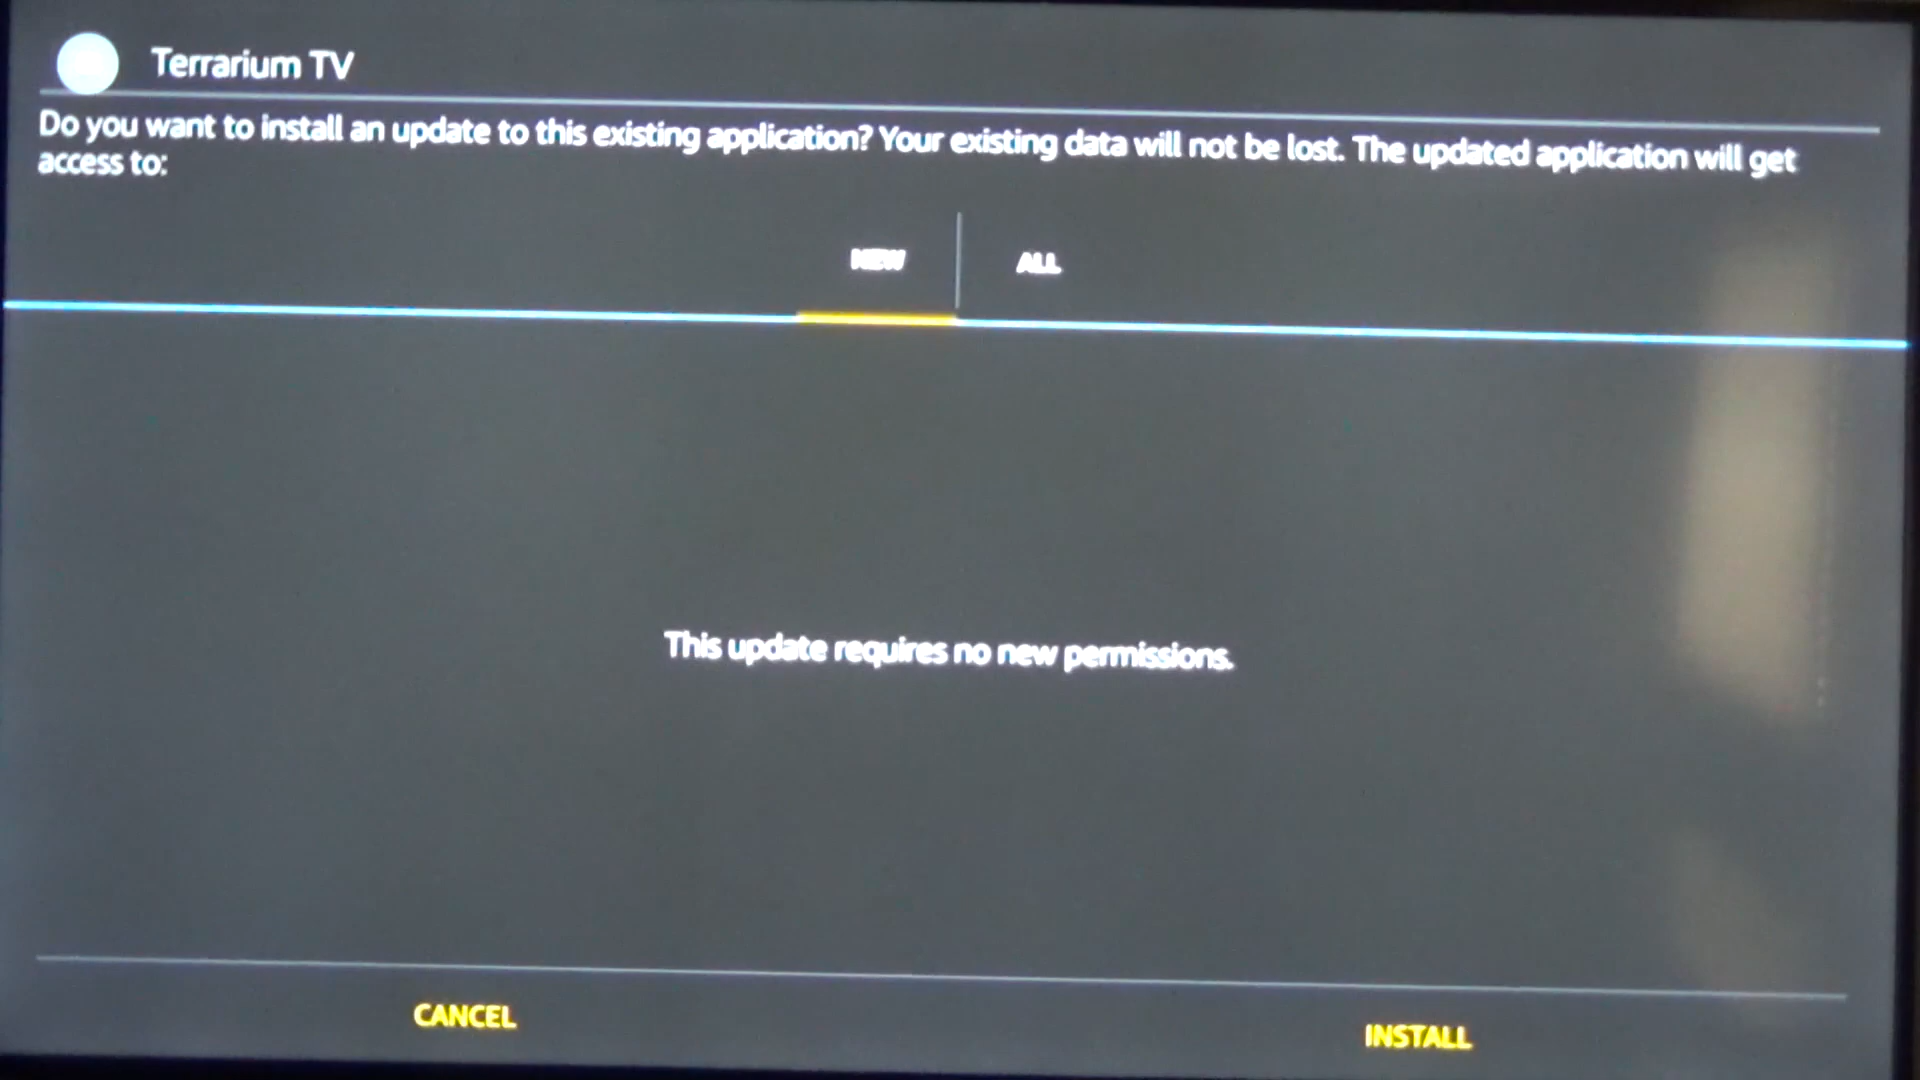 Terrarium TV
Do you want to install an update to this existing application? Your existing data will not be lost. The updated application will get
access to:
NEW
ALL
This update requires no new permissions.
CANCEL
INSTALL